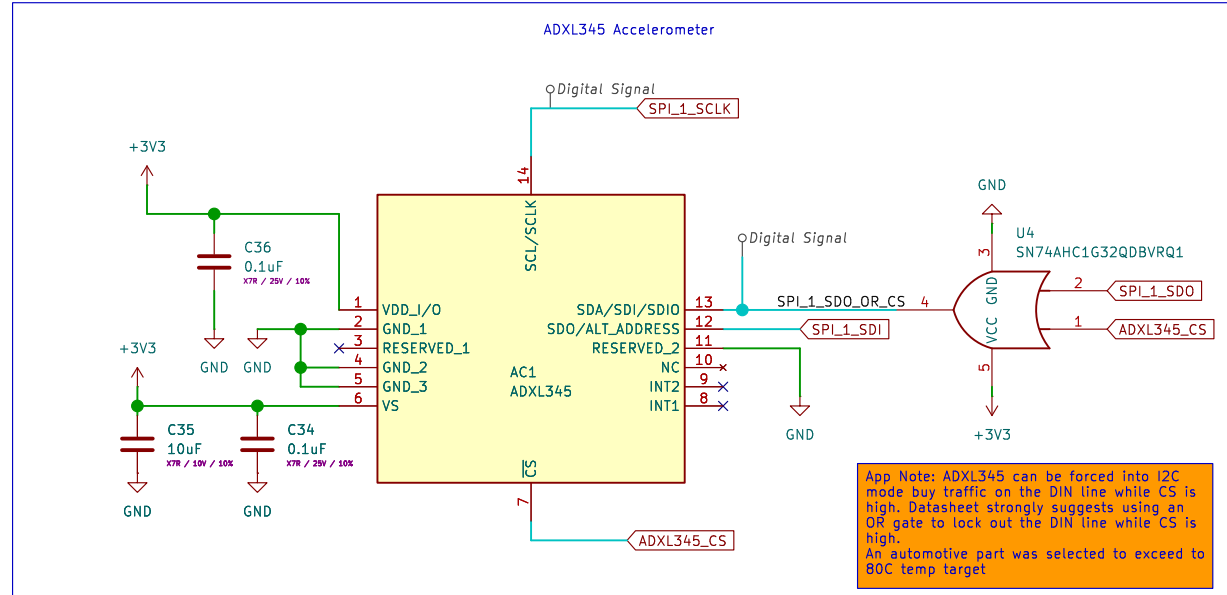 ADXL345 Accelerometer
Digital Signal
SPI_1_SCLK
+3V3
14
SCL/SCLK
C36
0.1uF
X7R / 25V / 10%
GND
GND
1 VDD_I/O
2 GND_1
3 RESERVED_1
4 GND_2
5 GND_3
6 VS
+3V3
C35
10uF
X7R / 10V / 10%
GND
C34
0.1uF
X7R / 25V / 10%
GND
AC1
ADXL345
SDA/SDI/SDIO 13
SDO/ALT_ADDRESS 12
RESERVED_2 11
NC 10
INT2 9
INT1 8
CS
7
ADXL345_CS
Digital Signal
SPI_1_SDO_OR_CS 4
SPI_1_SDI
GND
GND
3
U4
SN74AHC1G32QDBVRQ1
GND
VCC
2 SPI_1_SDO
1 ADXL345_CS
5
+3V3
App Note: ADXL345 can be forced into I2C
mode buy traffic on the DIN line while CS is
high. Datasheet strongly suggests using an
OR gate to lock out the DIN line while CS is
high.
An automotive part was selected to exceed to
80C temp target